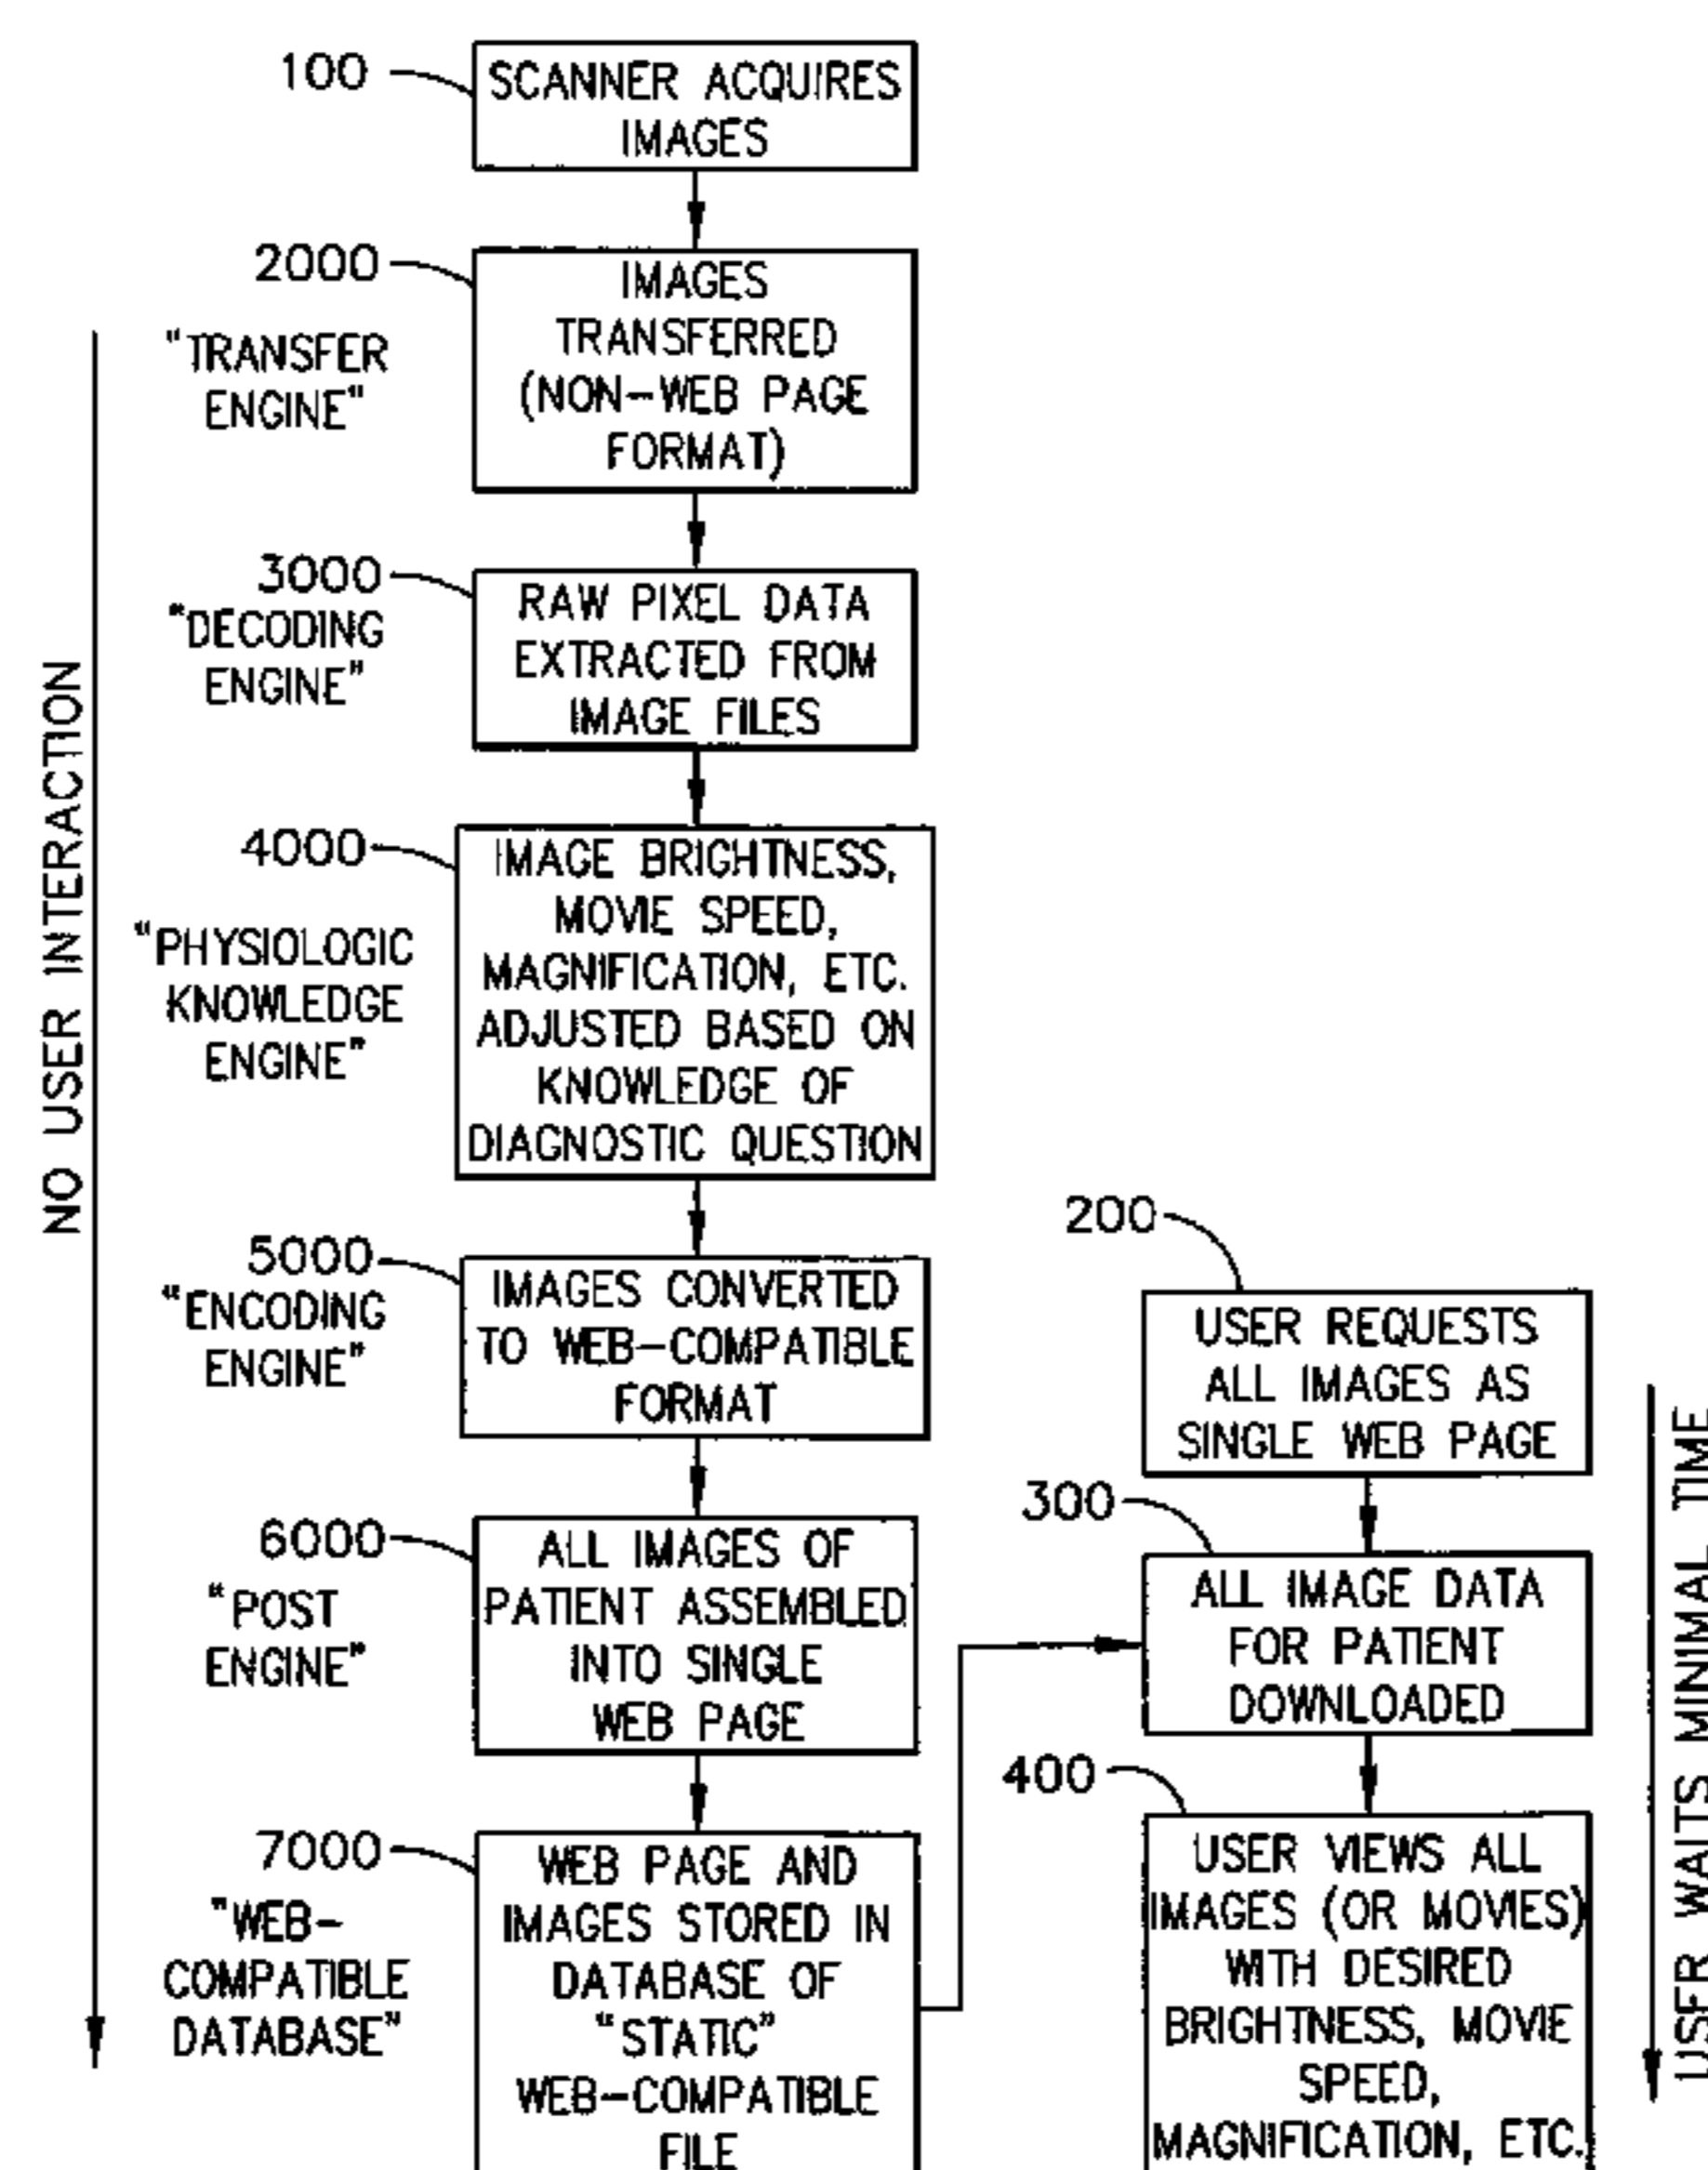 100
SCANNER ACQUIRES
IMAGES
2000
"TRANSFER
ENGINE"
IMAGES
TRANSFERRED
(NON-WEB PAGE
FORMAT)
3000
"DECODING
ENGINE"
RAW PIXEL DATA
EXTRACTED FROM
IMAGE FILES
NO USER INTERACTION
4000
"PHYSIOLOGIC
KNOWLEDGE
ENGINE"
IMAGE BRIGHTNESS,
MOVIE SPEED,
MAGNIFICATION, ETC.
ADJUSTED BASED ON
KNOWLEDGE OF
DIAGNOSTIC QUESTION
5000
"ENCODING
ENGINE"
IMAGES CONVERTED
TO WEB-COMPATIBLE
FORMAT
6000
"POST
ENGINE"
ALL IMAGES OF
PATIENT ASSEMBLED
INTO SINGLE
WEB PAGE
7000
"WEB-
COMPATIBLE
DATABASE"
WEB PAGE AND
IMAGES STORED IN
DATABASE OF
"STATIC"
WEB-COMPATIBLE
FILE
200
USER REQUESTS
ALL IMAGES AS
SINGLE WEB PAGE
300
ALL IMAGE DATA
FOR PATIENT
DOWNLOADED
400
USER VIEWS ALL
IMAGES (OR MOVIES)
WITH DESIRED
BRIGHTNESS, MOVIE
SPEED,
MAGNIFICATION, ETC.
USER WAITS MINIMAL TIME